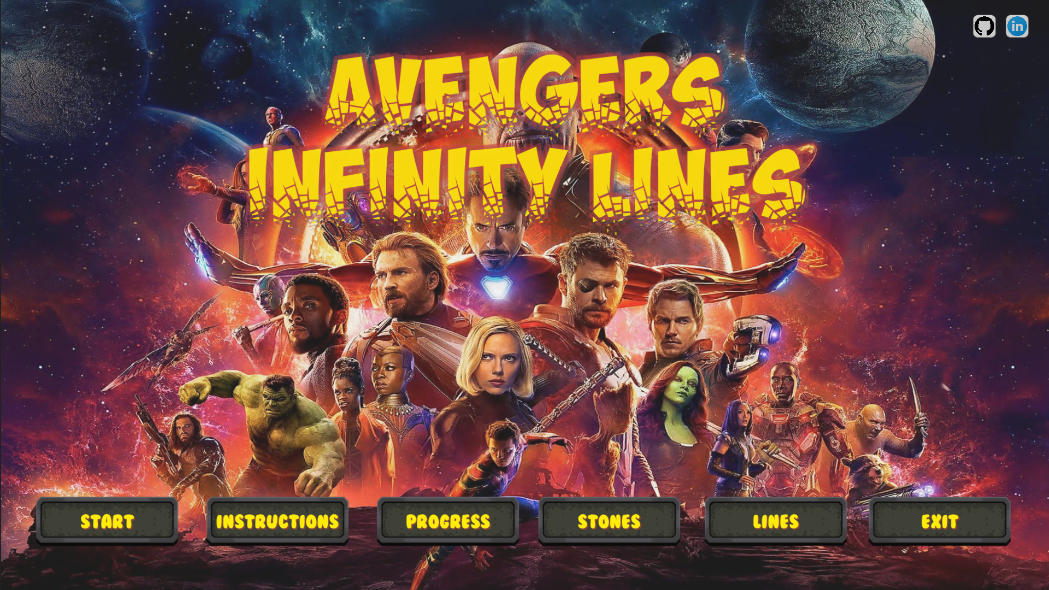 in
AVENGERS
INFINITY LINES
START
INSTRUCTIONS
PROGRESS
STONES
LINES
EXIT